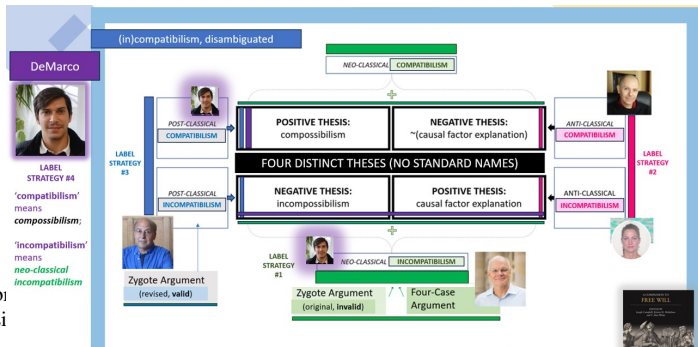 (in)compatibilism, disambiguated
DeMarco
LABEL
STRATEGY #4
'compatibilism'
means
compossibilism;
'incompatibilism'
means
neo-classical
incompatibilism
NEO-CLASSICAL COMPATIBILISM
POST-CLASSICAL
COMPATIBILISM
POSITIVE THESIS:
compossibilism
NEGATIVE THESIS:
~(causal factor explanation)
ANTI-CLASSICAL
COMPATIBILISM
LABEL
STRATEGY
#3
FOUR DISTINCT THESES (NO STANDARD NAMES)
LABEL
STRATEGY
#2
POST-CLASSICAL
INCOMPATIBILISM
NEGATIVE THESIS:
incompossibilism
POSITIVE THESIS:
causal factor explanation
ANTI-CLASSICAL
INCOMPATIBILISM
LABEL
STRATEGY
#1
NEO-CLASSICAL INCOMPATIBILISM
Zygote Argument
(revised, valid)
Zygote Argument
(original, invalid)
Four-Case
Argument
FREE WILL